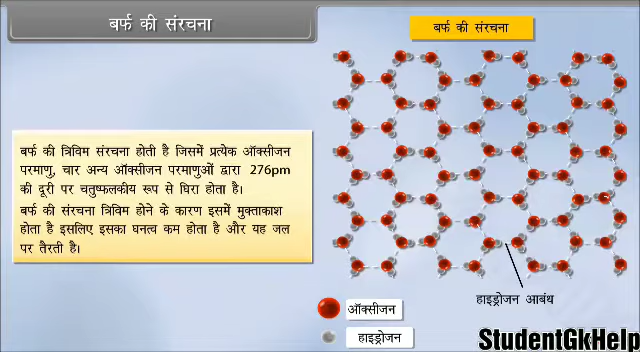 बर्फ की संरचना
बर्फ की संरचना
बर्फ की त्रिविम संरचना होती है जिसमें प्रत्येक ऑक्सीजन
परमाणु, चार अन्य ऑक्सीजन परमाणुओं द्वारा 276pm
की दूरी पर चतुष्फलकीय रूप से घिरा होता है।
बर्फ की संरचना त्रिविम होने के कारण इसमें मुक्ताकाश
होता है इसलिए इसका घनत्व कम होता है और यह जल
पर तैरती है।
हाइड्रोजन आबंध
ऑक्सीजन
हाइड्रोजन
StudentGkHelp